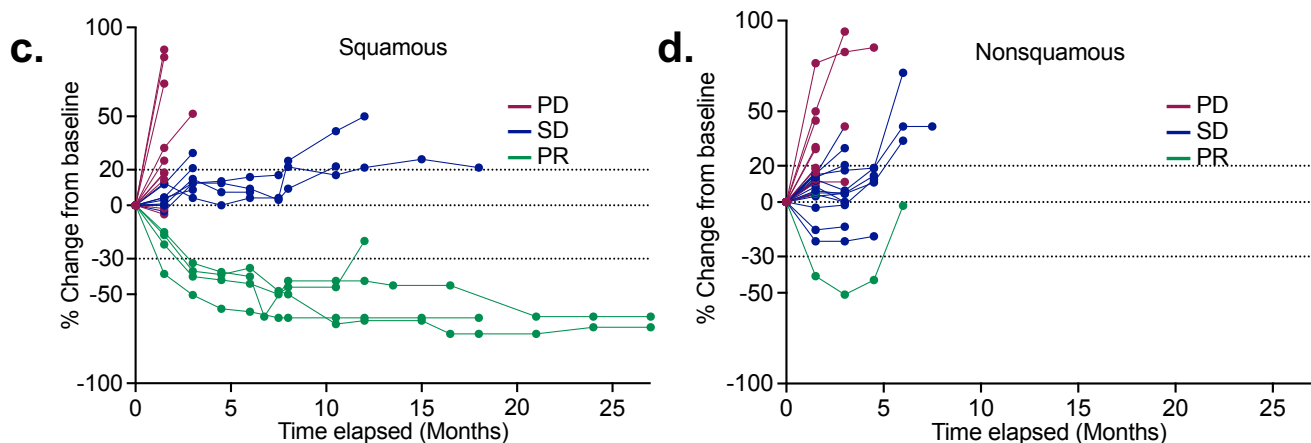 c.
Squamous
% Change from baseline
100
50
20
0
-30
-50
-100
PD
SD
PR
0 5 10 15 20 25
Time elapsed (Months)
d.
Nonsquamous
% Change from baseline
100
50
20
0
-30
-50
-100
PD
SD
PR
0 5 10 15 20 25
Time elapsed (Months)